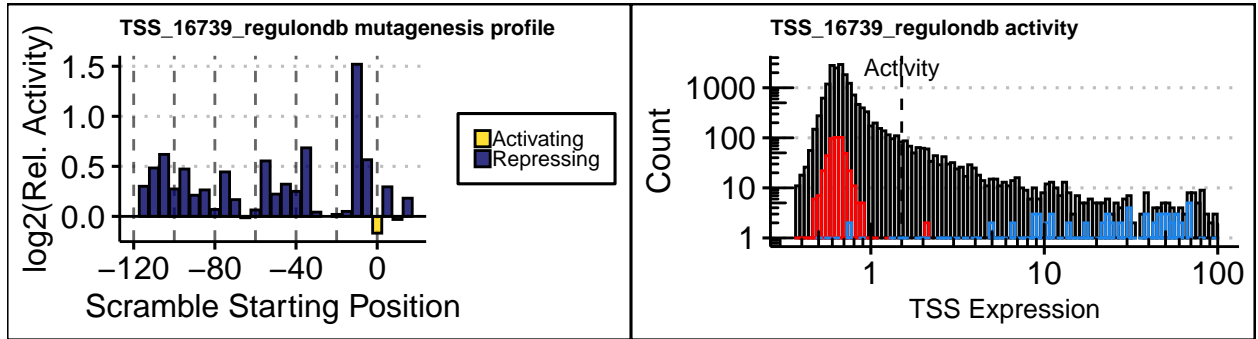 TSS_16739_regulondb mutagenesis profile
log2(Rel. Activity)
1.5
1.0
0.5
0.0
−120
−80
−40
0
Scramble Starting Position
Activating
Repressing
TSS_16739_regulondb activity
Activity
Count
1000
100
10
1
1
10
100
TSS Expression